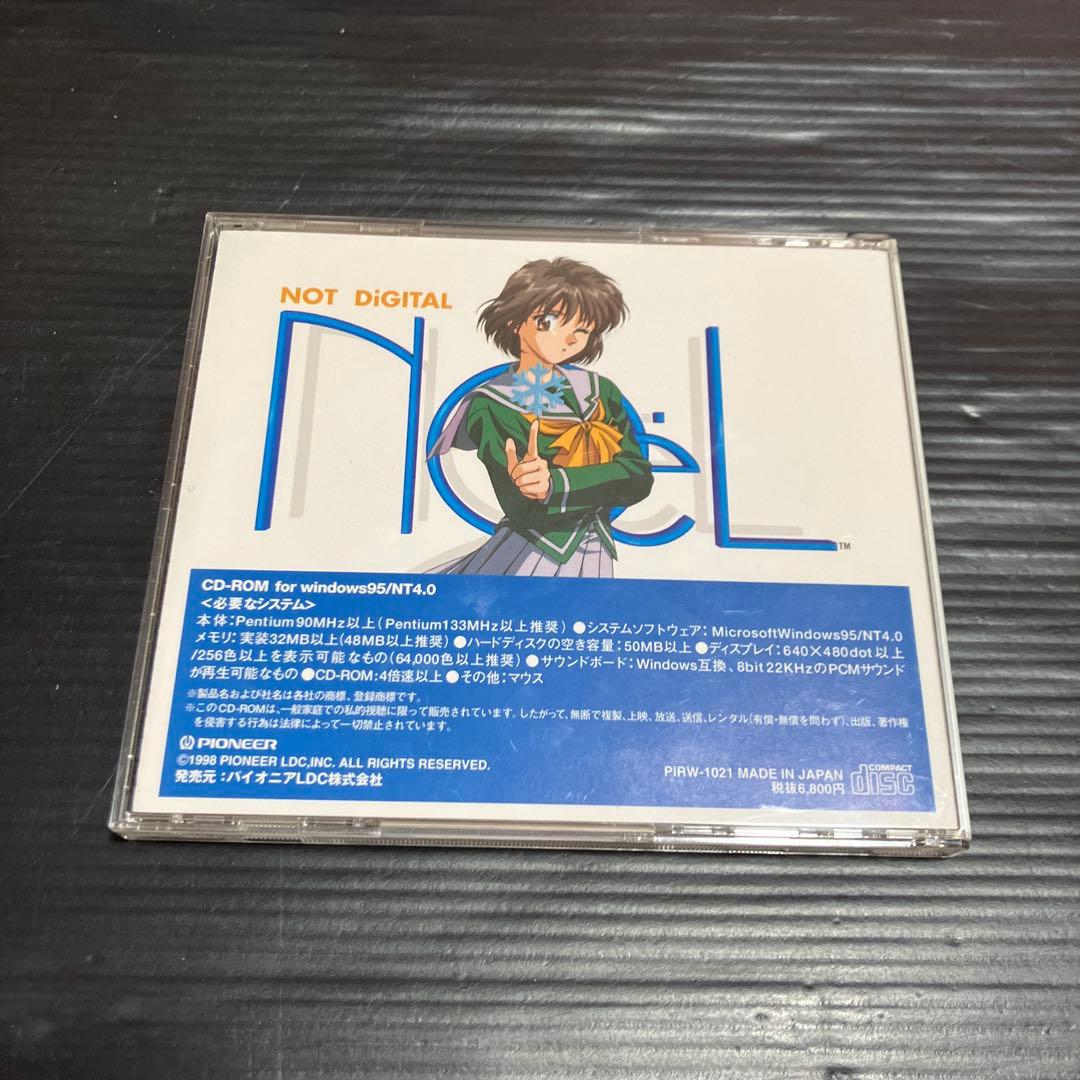 NOT DiGITAL
NOëL
TM
CD-ROM for windows95/NT4.0
<必要なシステム>
本体:Pentium90MHz以上(Pentium133MHz以上推奨)●システムソフトウェア:MicrosoftWindows95/NT4.0
メモリ:実装32MB以上(48MB以上推奨)●ハードディスクの空き容量:50MB以上●ディスプレイ:640×480dot以上
/256色以上を表示可能なもの(64,000色以上推奨)●サウンドボード:Windows互換、8bit22KHzのPCMサウンド
が再生可能なもの●CD-ROM:4倍速以上●その他:マウス
※製品名および社名は各社の商標、登録商標です。
※このCD-ROMは、一般家庭での私的視聴に限って販売されています。したがって、無断で複製、上映、放送、送信、レンタル(有償・無償を問わず)、出版、著作権
を侵害する行為は法律によって一切禁止されています。
PIONEER
©1998 PIONEER LDC,INC. ALL RIGHTS RESERVED.
発売元:パイオニアLDC株式会社
PIRW-1021 MADE IN JAPAN
税抜6,800円
COMPACT
disc